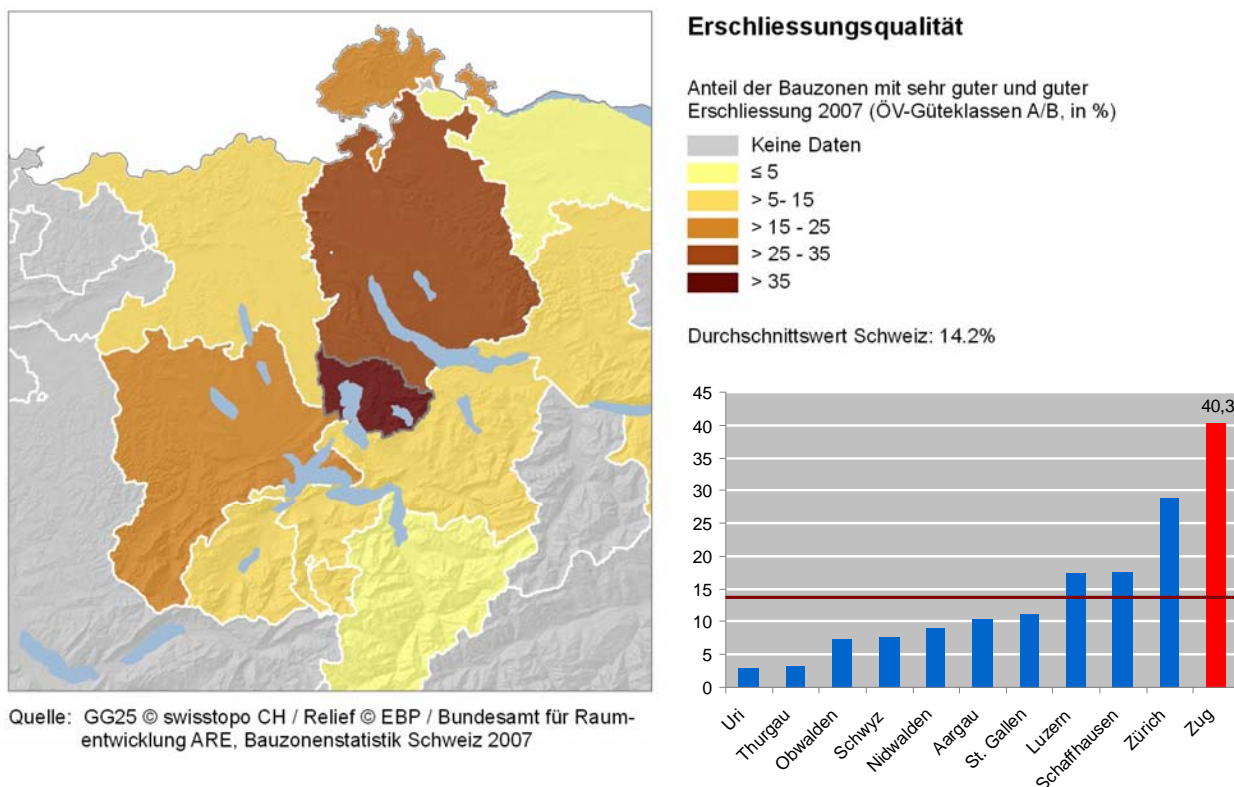 Erschliessungsqualität
Anteil der Bauzonen mit sehr guter und guter
Erschliessung 2007 (ÖV-Güteklassen A/B, in %)
Keine Daten
≤ 5
> 5- 15
> 15 - 25
> 25 - 35
> 35
Durchschnittswert Schweiz: 14.2%
45
40
35
30
25
20
15
10
5
0
40,3
Uri
Thurgau
Obwalden
Schwyz
Nidwalden
Aargau
St. Gallen
Luzern
Schaffhausen
Zürich
Zug
Quelle: GG25 © swisstopo CH / Relief © EBP / Bundesamt für Raum-
entwicklung ARE, Bauzonenstatistik Schweiz 2007